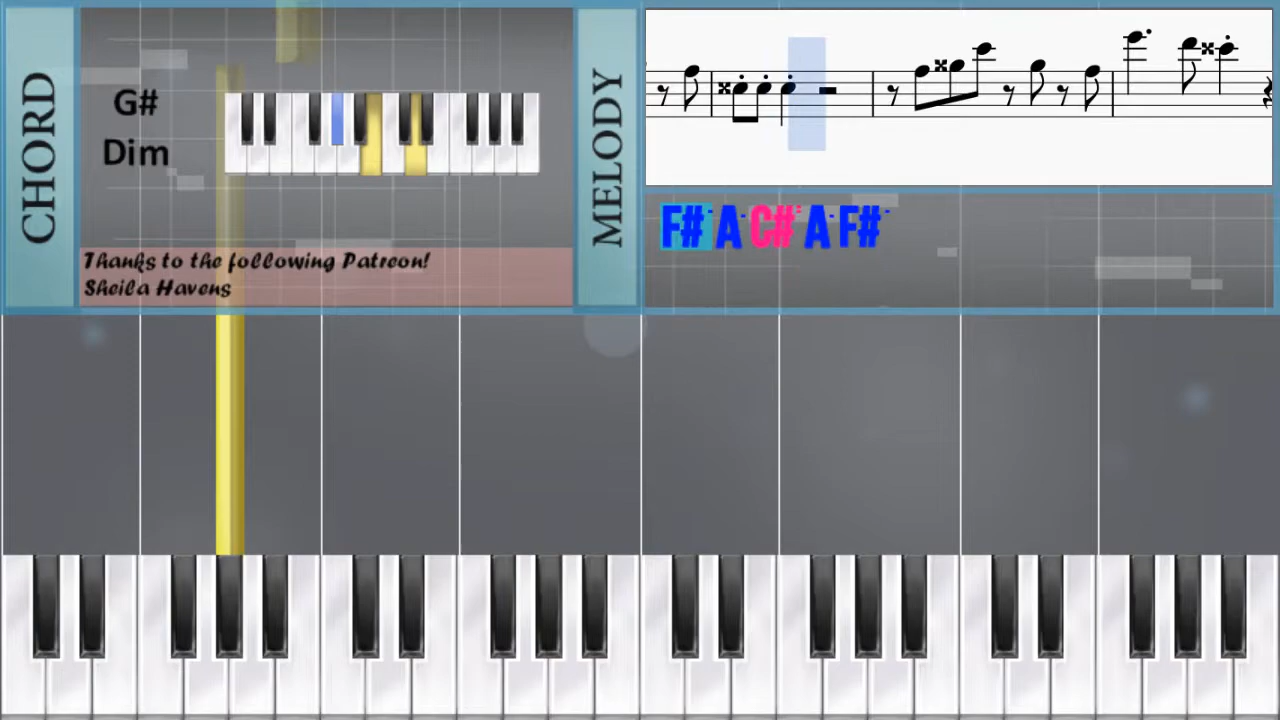 CHORD
G#
Dim
Thanks to the following Patreon!
Sheila Havens
MELODY
F# A C# A F#